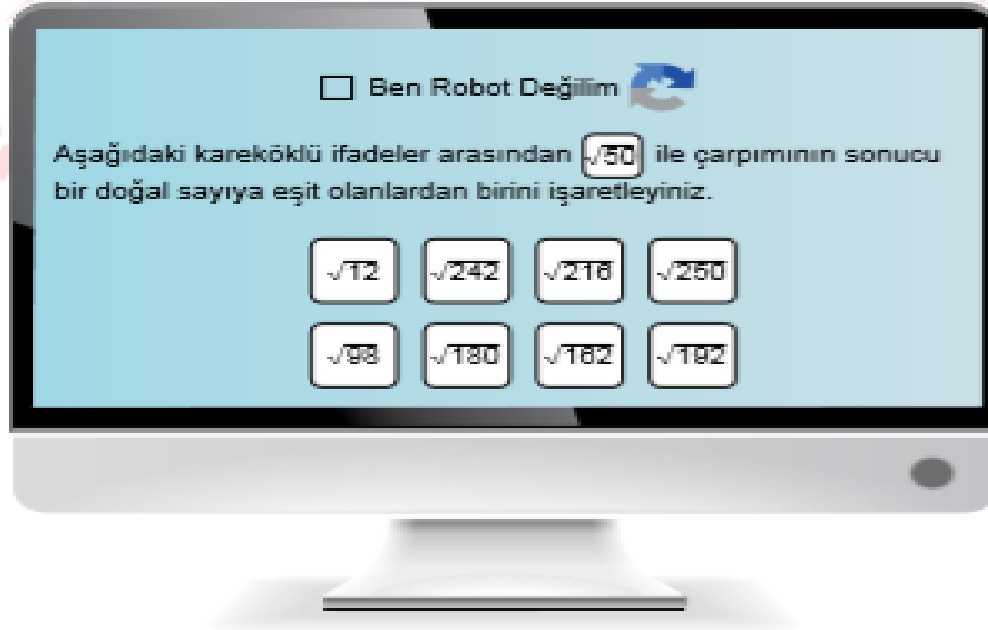 Ben Robot Değilim
Aşağıdaki kareköklü ifadeler arasından √50 ile çarpımının sonucu
bir doğal sayıya eşit olanlardan birini işaretleyiniz.
√12 √242 √216 √250
√98 √180 √162 √192